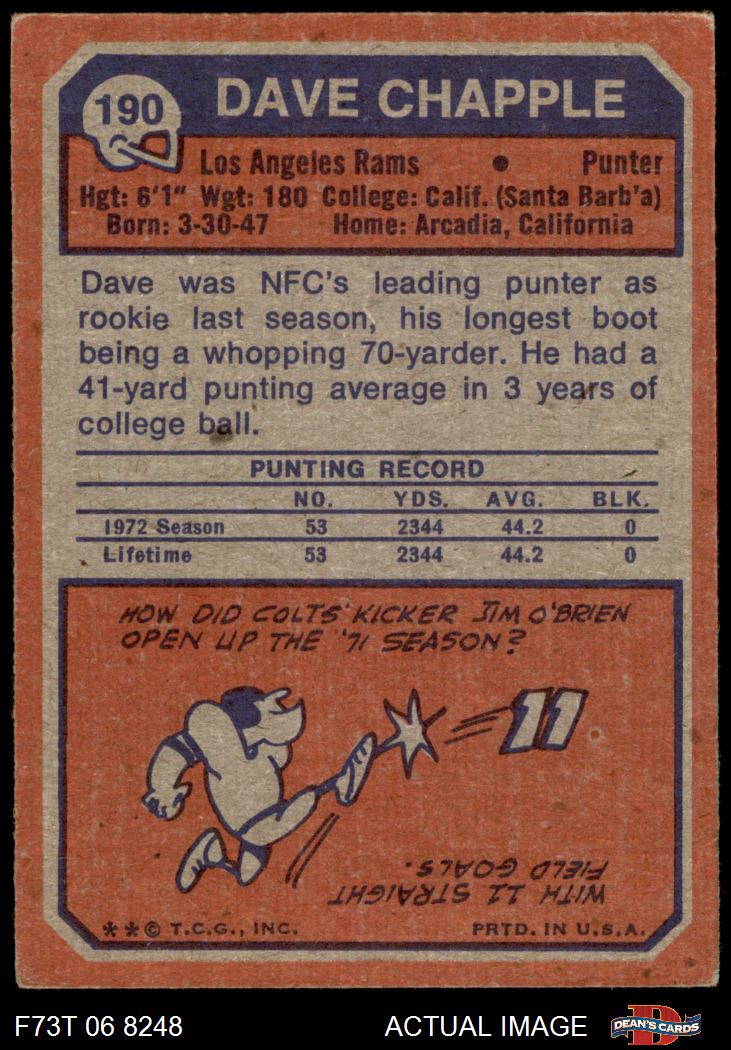 190
DAVE CHAPPLE
Los Angeles Rams • Punter
Hgt: 6'1" Wgt: 180 College: Calif. (Santa Barb'a)
Born: 3-30-47 Home: Arcadia, California
Dave was NFC's leading punter as
rookie last season, his longest boot
being a whopping 70-yarder. He had a
41-yard punting average in 3 years of
college ball.
PUNTING RECORD
NO. YDS. AVG. BLK.
1972 Season 53 2344 44.2 0
Lifetime 53 2344 44.2 0
HOW DID COLTS' KICKER JIM O'BRIEN
OPEN UP THE '71 SEASON?
11
WITH 11 STRAIGHT
FIELD GOALS.
**© T.C.G., INC. PRTD. IN U.S.A.
F73T 06 8248 ACTUAL IMAGE
DEAN'S CARDS